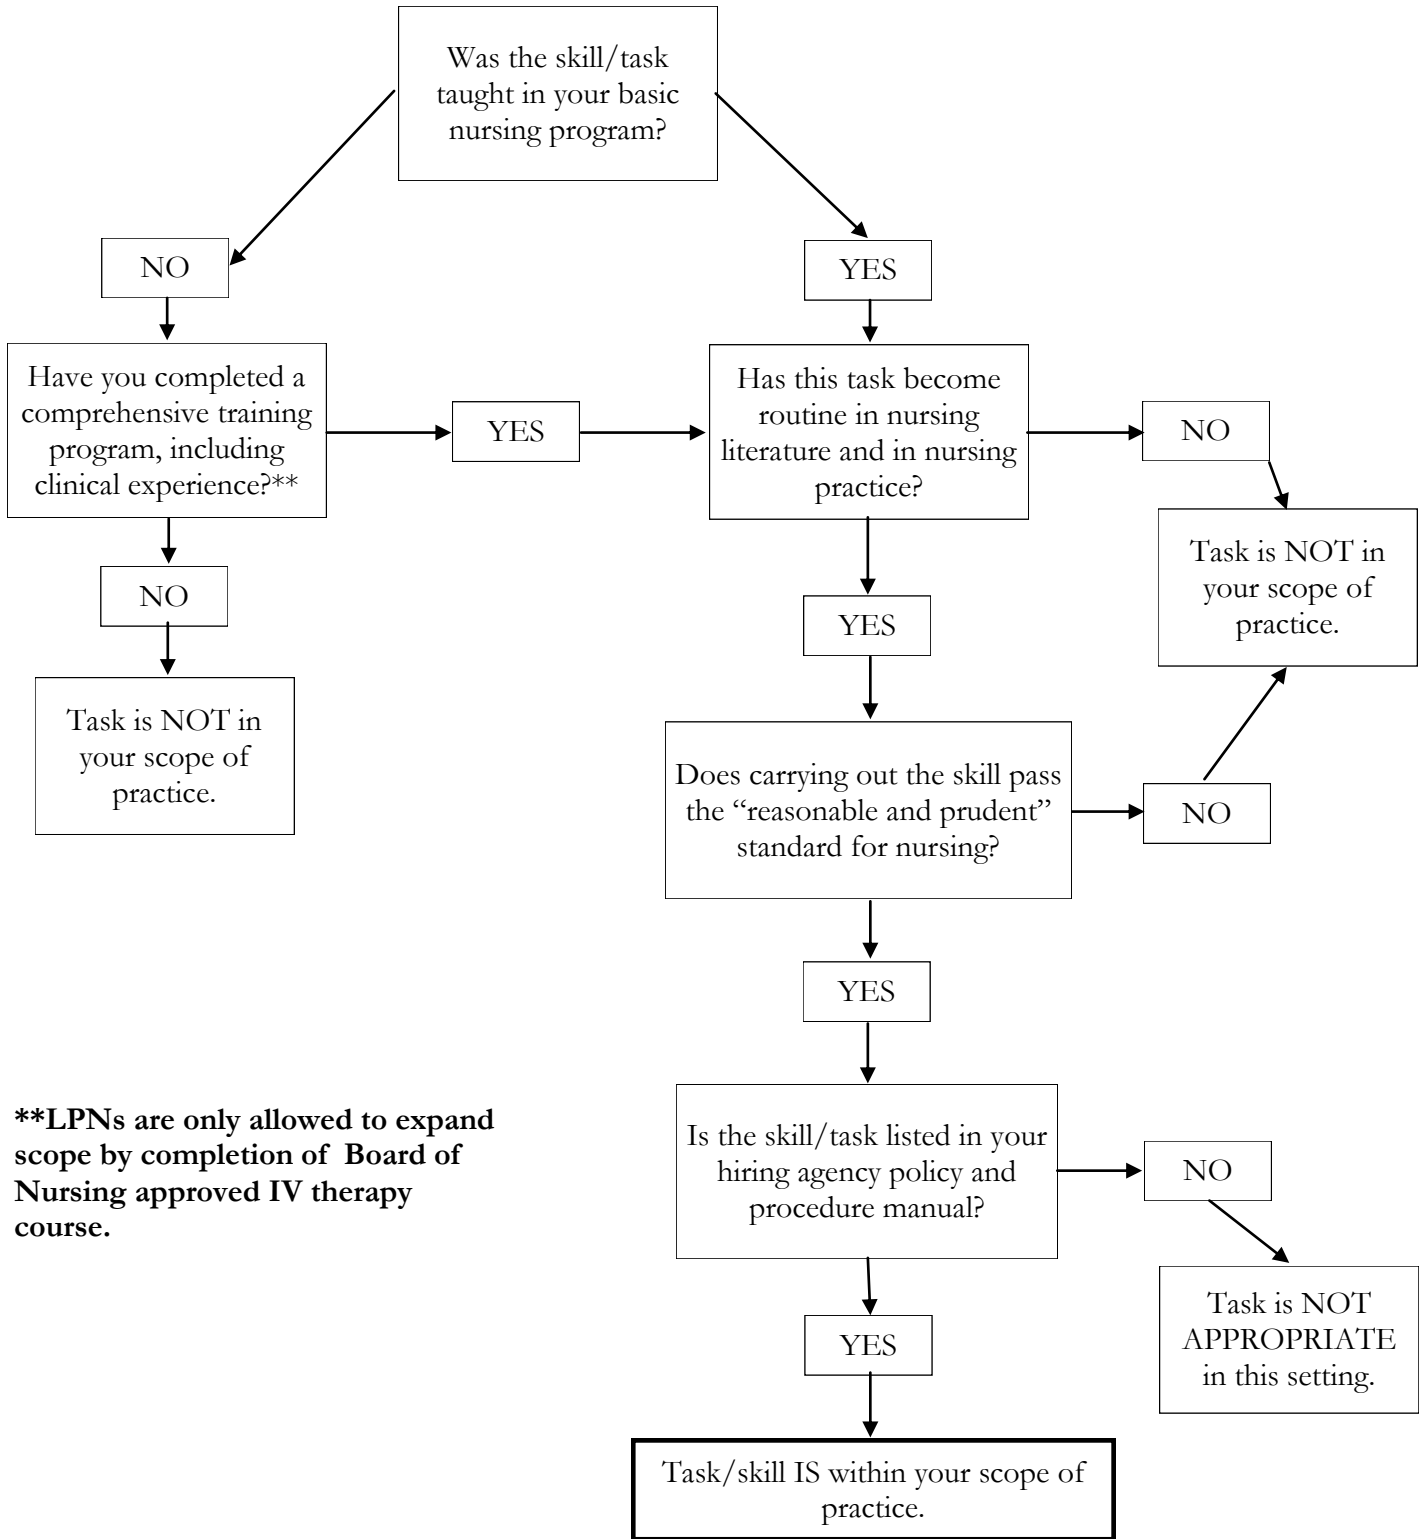 Was the skill/task
taught in your basic
nursing program?
NO
YES
Have you completed a
comprehensive training
program, including
clinical experience?**
YES
Has this task become
routine in nursing
literature and in nursing
practice?
NO
NO
Task is NOT in
your scope of
practice.
YES
Task is NOT in
your scope of
practice.
Does carrying out the skill pass
the “reasonable and prudent”
standard for nursing?
NO
YES
**LPNs are only allowed to expand
scope by completion of Board of
Nursing approved IV therapy
course.
Is the skill/task listed in your
hiring agency policy and
procedure manual?
NO
YES
Task is NOT
APPROPRIATE
in this setting.
Task/skill IS within your scope of
practice.